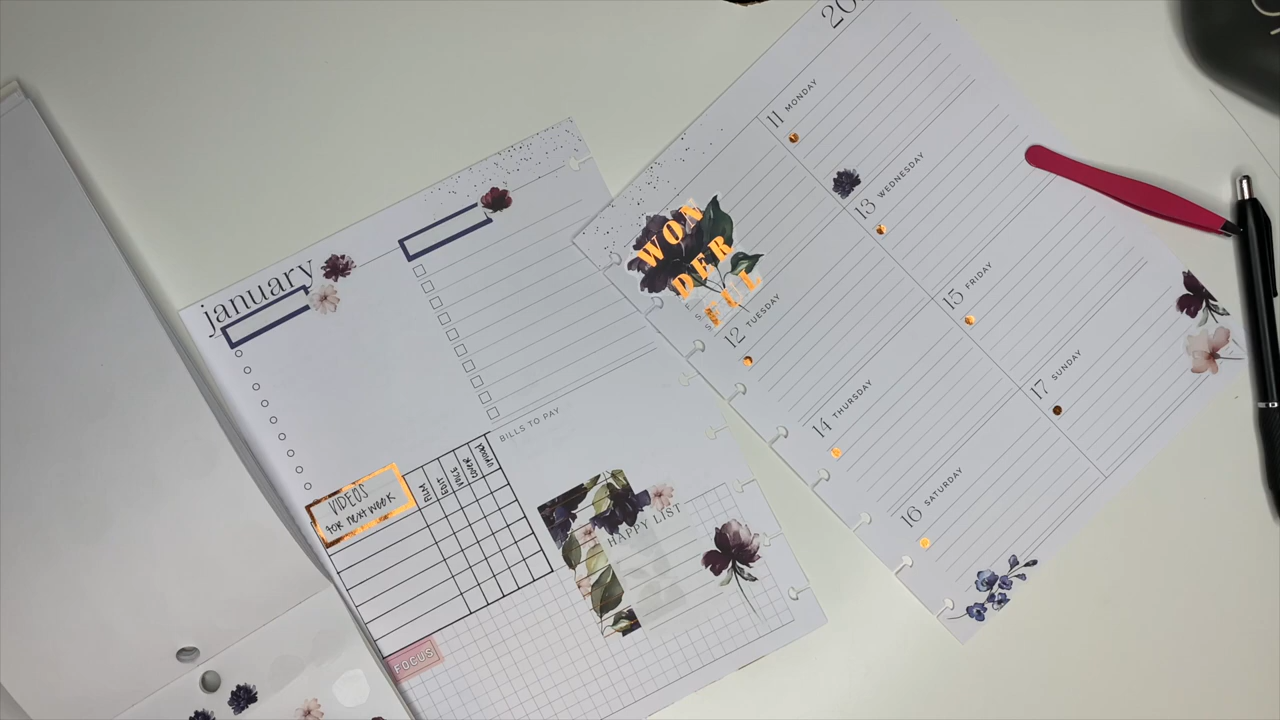 january
VIDEOS
for next week
FILM
EDIT
VOICE
COVER
UPLOAD
FOCUS
BILLS TO PAY
HAPPY LIST
20
WON
DER
FUL
11 MONDAY
12 TUESDAY
13 WEDNESDAY
14 THURSDAY
15 FRIDAY
16 SATURDAY
17 SUNDAY